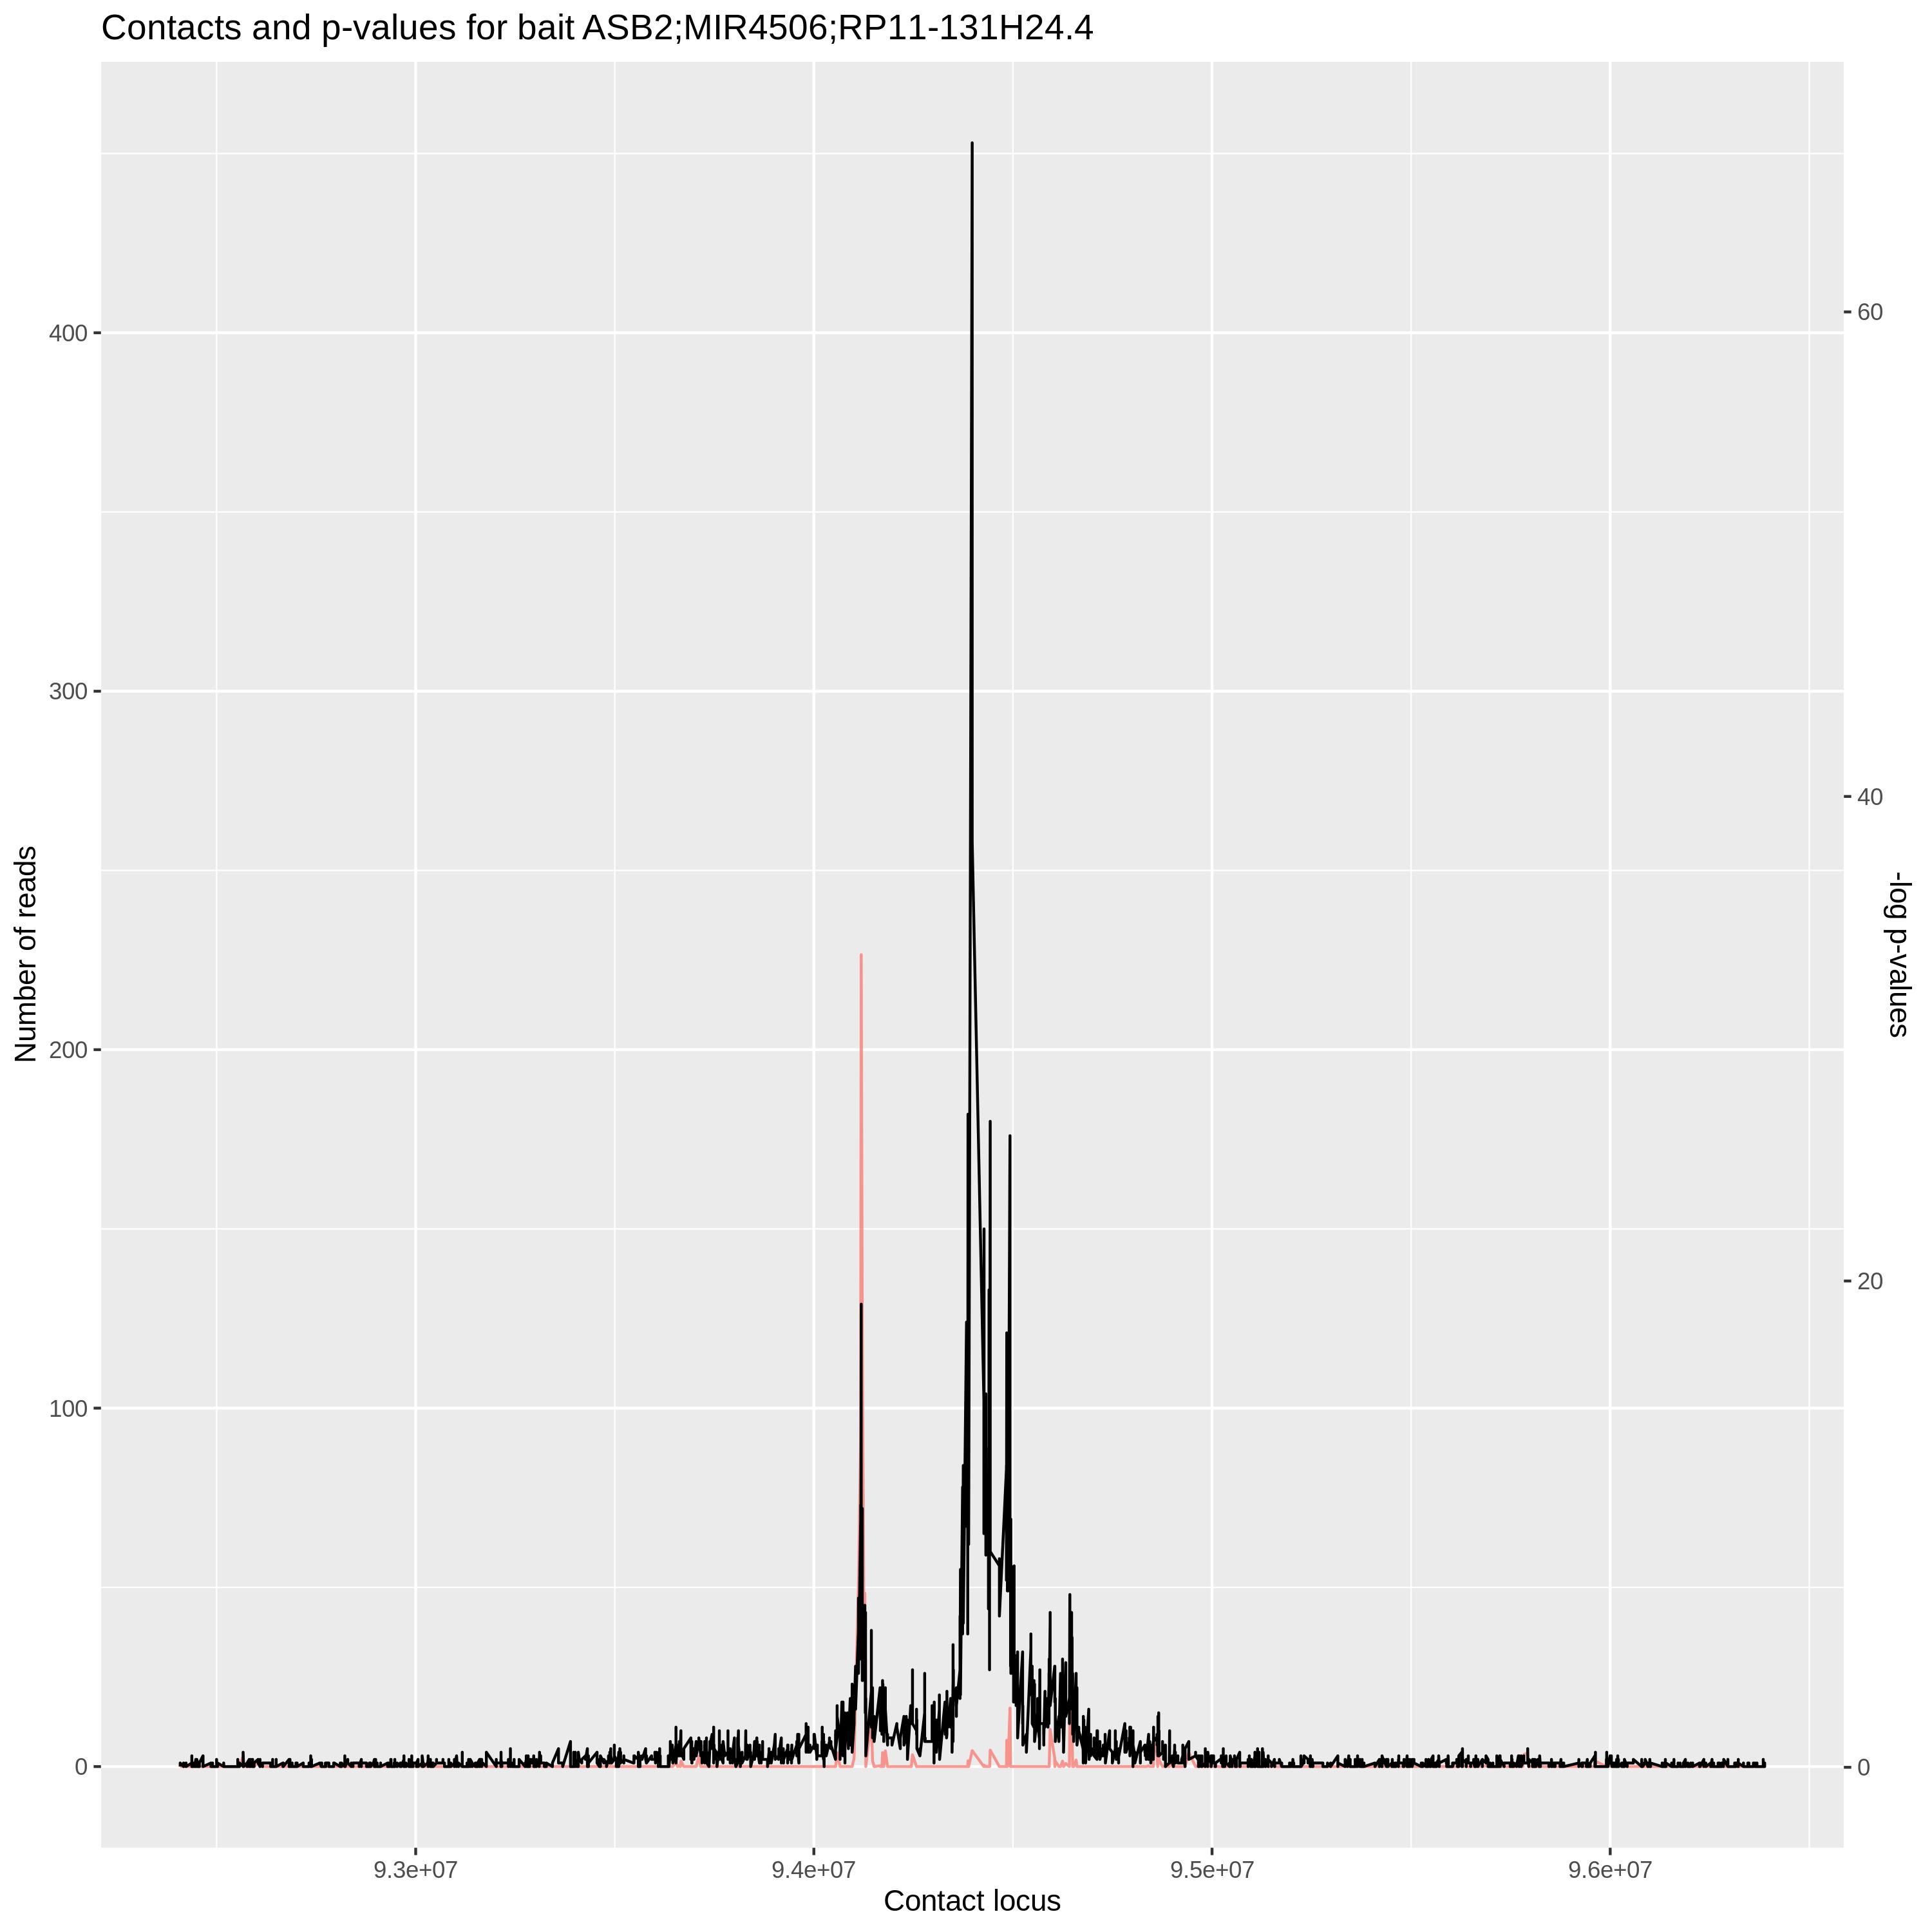 Contacts and p-values for bait ASB2;MIR4506;RP11-131H24.4
400
300
200
100
0
Number of reads
60
40
20
0
-log p-values
9.3e+07
9.4e+07
9.5e+07
9.6e+07
Contact locus